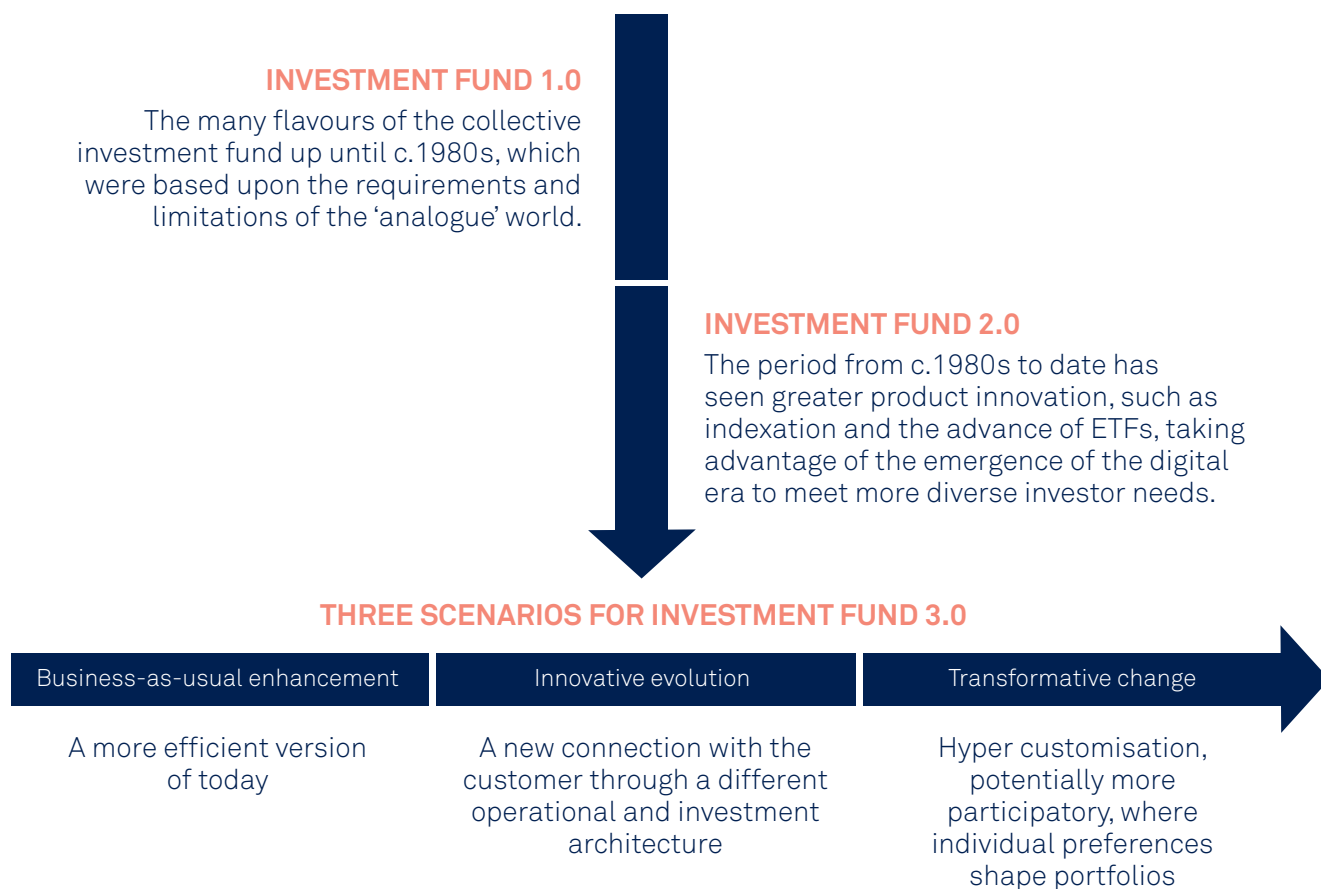 INVESTMENT FUND 1.0
The many flavours of the collective
investment fund up until c.1980s, which
were based upon the requirements and
limitations of the ‘analogue’ world.
INVESTMENT FUND 2.0
The period from c.1980s to date has
seen greater product innovation, such as
indexation and the advance of ETFs, taking
advantage of the emergence of the digital
era to meet more diverse investor needs.
THREE SCENARIOS FOR INVESTMENT FUND 3.0
Business-as-usual enhancement
A more efficient version
of today
Innovative evolution
A new connection with the
customer through a different
operational and investment
architecture
Transformative change
Hyper customisation,
potentially more
participatory, where
individual preferences
shape portfolios